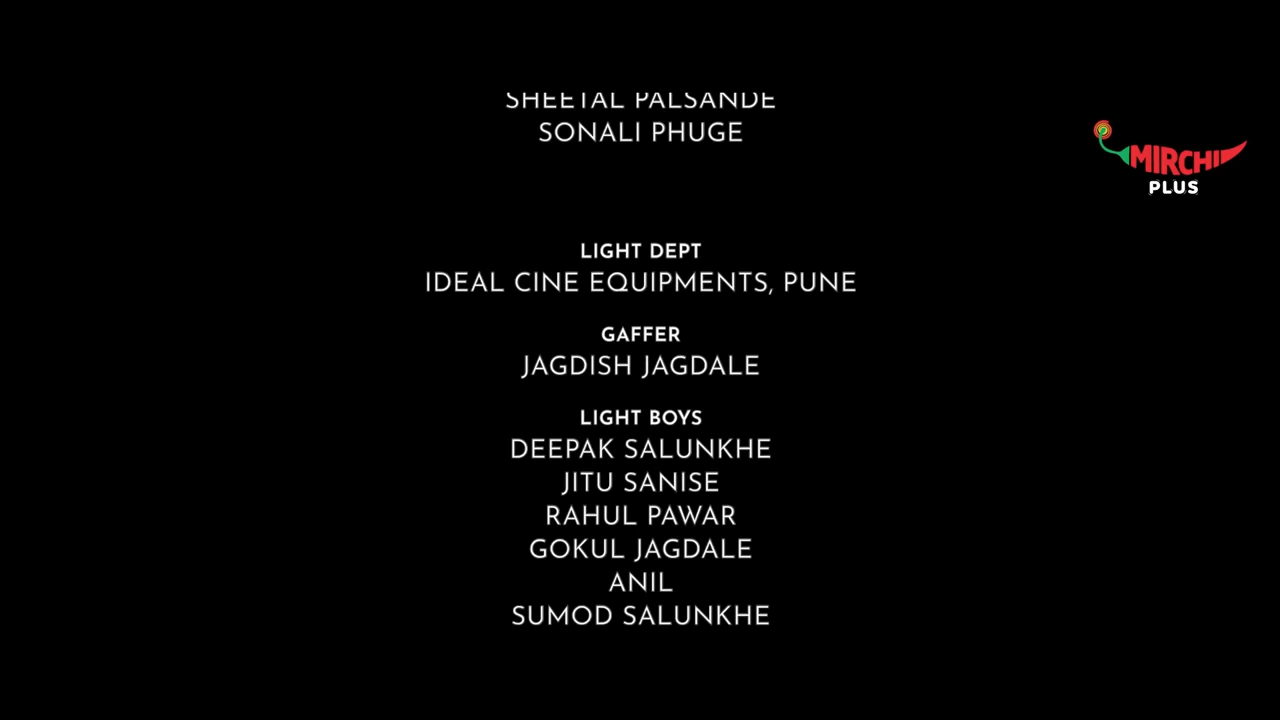 SHEETAL PALSANDE
SONALI PHUGE
MIRCHI
PLUS
LIGHT DEPT
IDEAL CINE EQUIPMENTS, PUNE
GAFFER
JAGDISH JAGDALE
LIGHT BOYS
DEEPAK SALUNKHE
JITU SANISE
RAHUL PAWAR
GOKUL JAGDALE
ANIL
SUMOD SALUNKHE